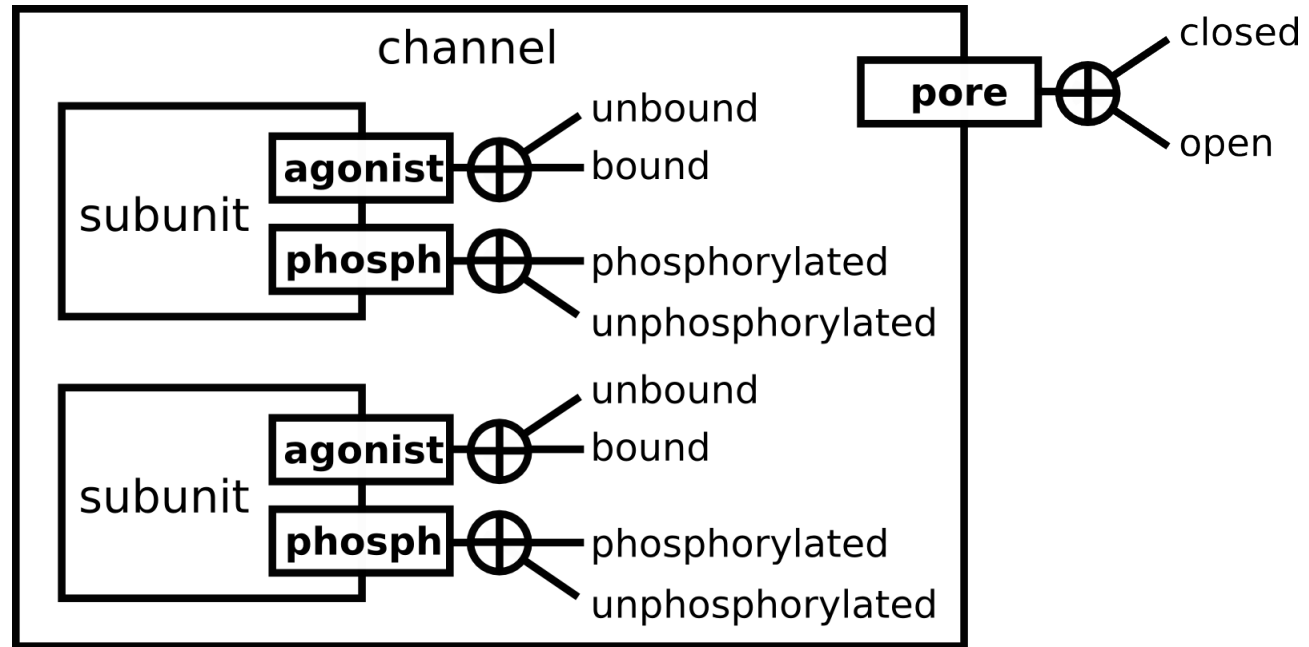 channel
closed
pore
open
unbound
agonist
bound
subunit
phosph
phosphorylated
unphosphorylated
unbound
agonist
bound
subunit
phosph
phosphorylated
unphosphorylated